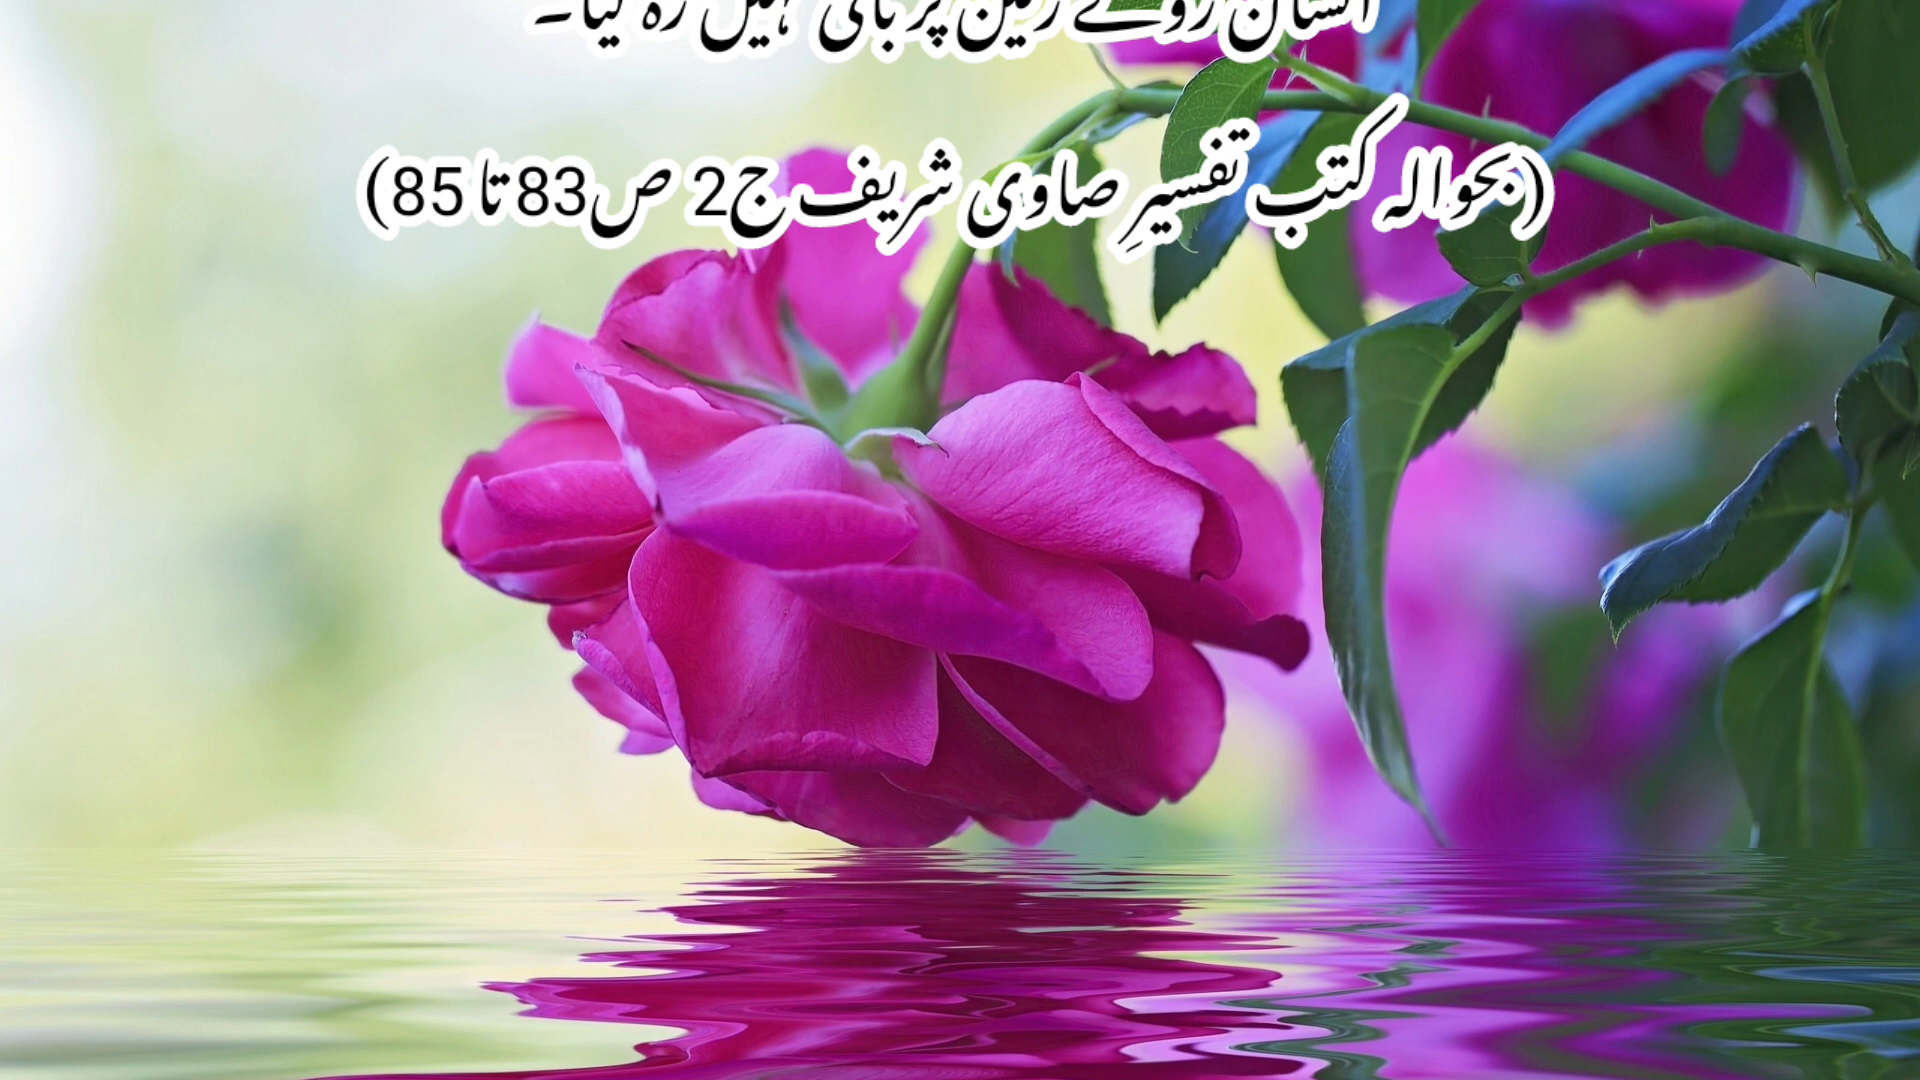 انسان روئے زمین پر باقی نہیں رہ گیا۔
(بحوالہ کتب تفسیرِ صاوی شریف ج2 ص83 تا 85)